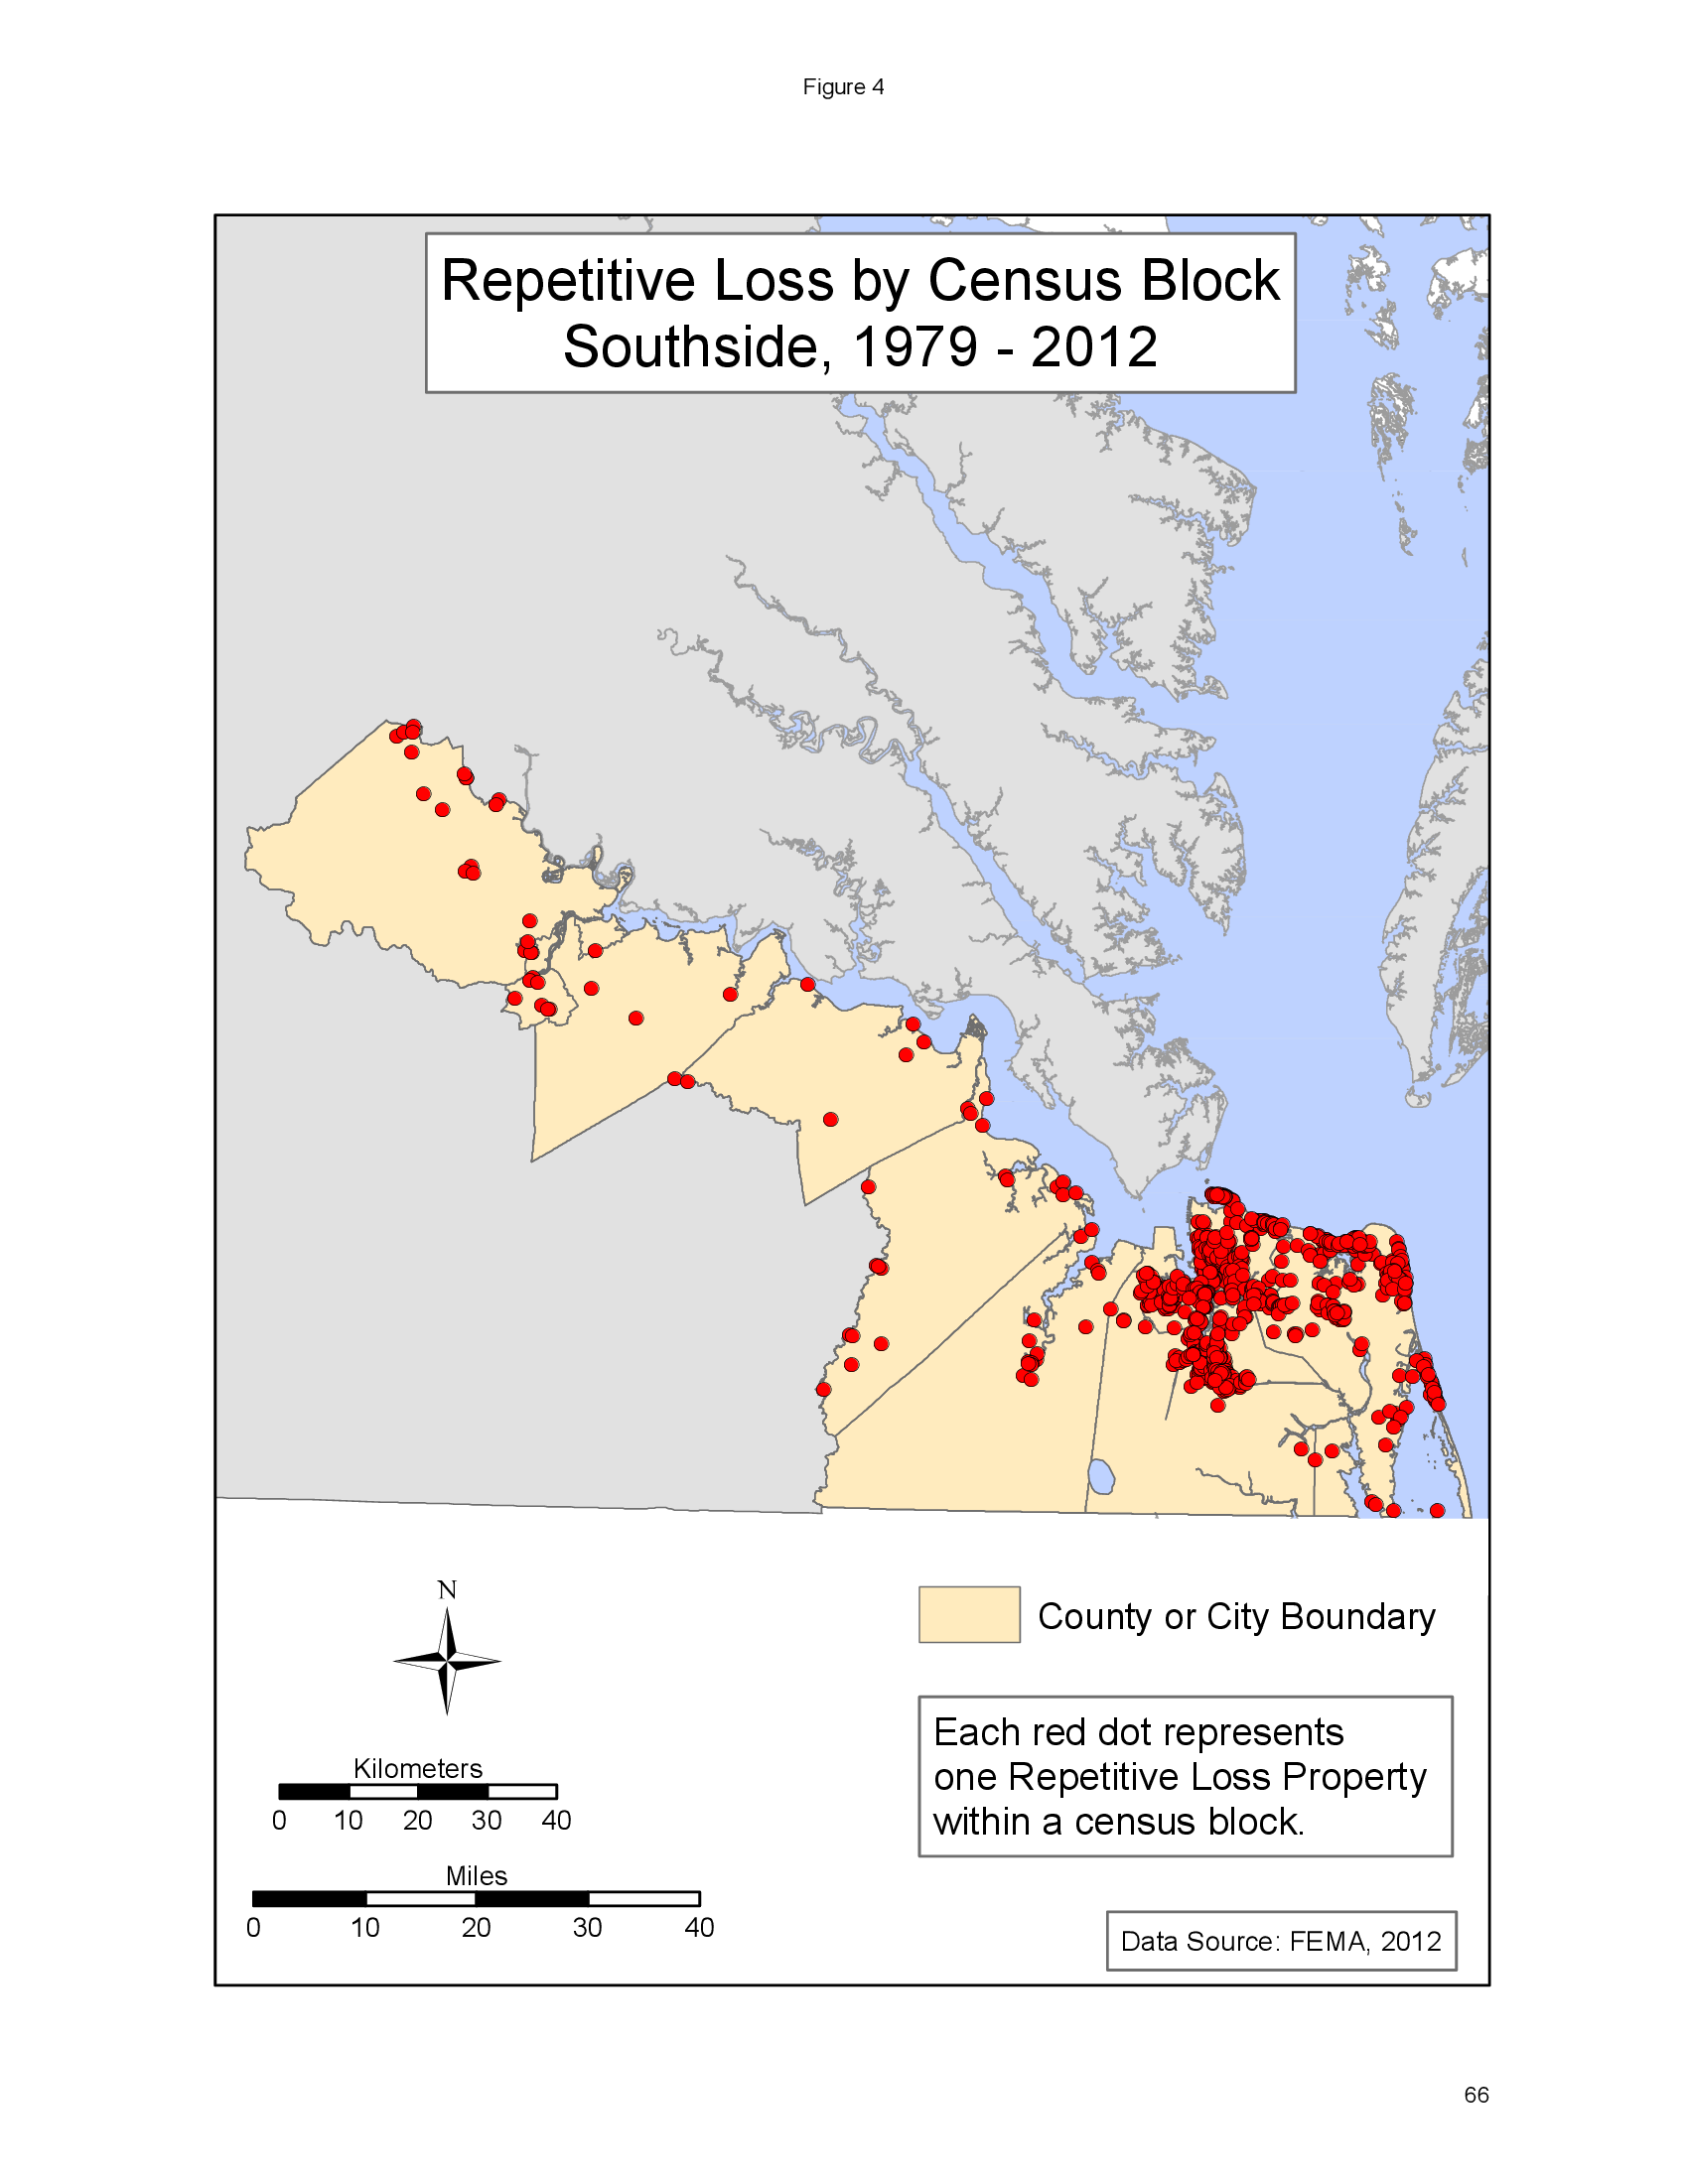 Figure 4
Repetitive Loss by Census Block
Southside, 1979 - 2012
N
County or City Boundary
Each red dot represents
one Repetitive Loss Property
within a census block.
Kilometers
0 10 20 30 40
Miles
0 10 20 30 40
Data Source: FEMA, 2012
66